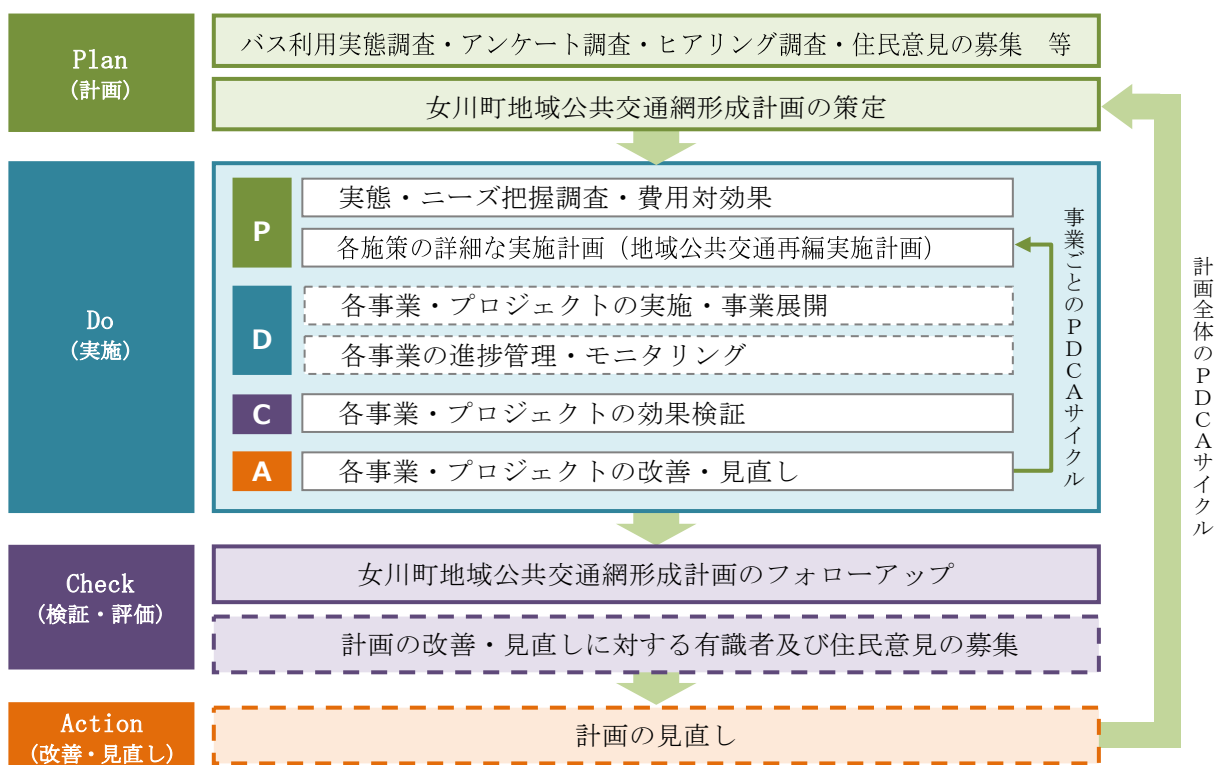 Plan
(計画)
バス利用実態調査・アンケート調査・ヒアリング調査・住民意見の募集　等
女川町地域公共交通網形成計画の策定
Do
(実施)
P
実態・ニーズ把握調査・費用対効果
各施策の詳細な実施計画（地域公共交通再編実施計画）
D
各事業・プロジェクトの実施・事業展開
各事業の進捗管理・モニタリング
C
各事業・プロジェクトの効果検証
A
各事業・プロジェクトの改善・見直し
事業ごとのPDCAサイクル
計画全体のPDCAサイクル
Check
(検証・評価)
女川町地域公共交通網形成計画のフォローアップ
計画の改善・見直しに対する有識者及び住民意見の募集
Action
(改善・見直し)
計画の見直し